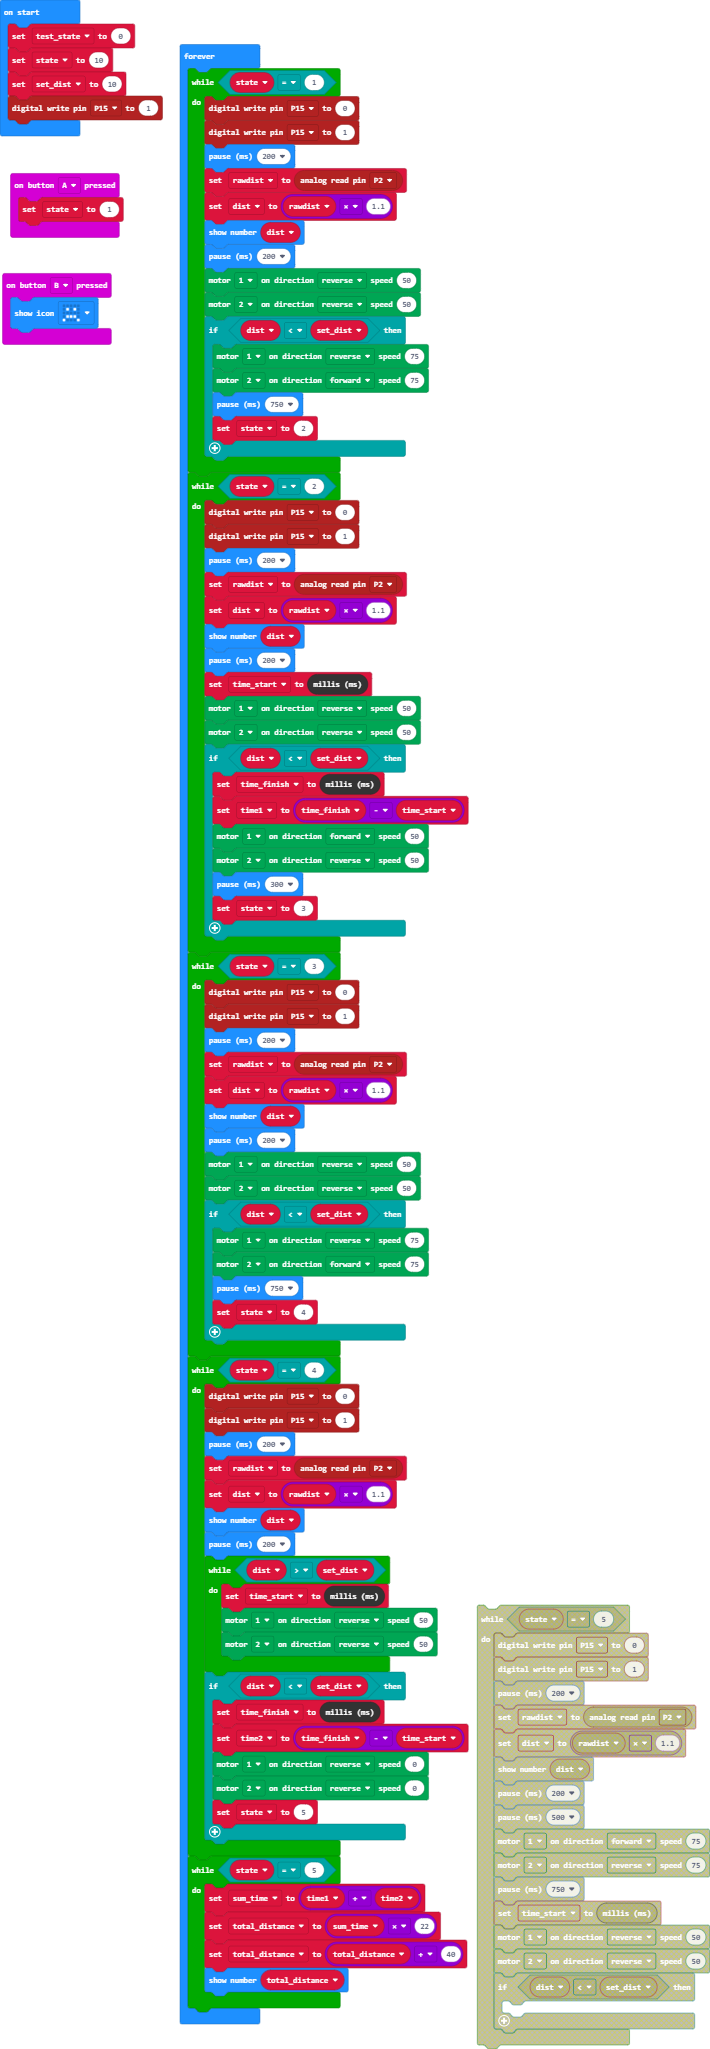 on start
set test_state to 0
set state to 10
set set_dist to 10
digital write pin P15 to 1
on button A pressed
set state to 1
on button B pressed
show icon
forever
while state = 1
do
digital write pin P15 to 0
digital write pin P15 to 1
pause (ms) 200
set rawdist to analog read pin P2
set dist to rawdist × 1.1
show number dist
pause (ms) 200
motor 1 on direction reverse speed 50
motor 2 on direction reverse speed 50
if dist < set_dist then
motor 1 on direction reverse speed 75
motor 2 on direction forward speed 75
pause (ms) 750
set state to 2
while state = 2
do
digital write pin P15 to 0
digital write pin P15 to 1
pause (ms) 200
set rawdist to analog read pin P2
set dist to rawdist × 1.1
show number dist
pause (ms) 200
set time_start to millis (ms)
motor 1 on direction reverse speed 50
motor 2 on direction reverse speed 50
if dist < set_dist then
set time_finish to millis (ms)
set time1 to time_finish - time_start
motor 1 on direction forward speed 50
motor 2 on direction reverse speed 50
pause (ms) 300
set state to 3
while state = 3
do
digital write pin P15 to 0
digital write pin P15 to 1
pause (ms) 200
set rawdist to analog read pin P2
set dist to rawdist × 1.1
show number dist
pause (ms) 200
motor 1 on direction reverse speed 50
motor 2 on direction reverse speed 50
if dist < set_dist then
motor 1 on direction reverse speed 75
motor 2 on direction forward speed 75
pause (ms) 750
set state to 4
while state = 4
do
digital write pin P15 to 0
digital write pin P15 to 1
pause (ms) 200
set rawdist to analog read pin P2
set dist to rawdist × 1.1
show number dist
pause (ms) 200
while dist > set_dist
do
set time_start to millis (ms)
motor 1 on direction reverse speed 50
motor 2 on direction reverse speed 50
if dist < set_dist then
set time_finish to millis (ms)
set time2 to time_finish - time_start
motor 1 on direction reverse speed 0
motor 2 on direction reverse speed 0
set state to 5
while state = 5
do
set sum_time to time1 + time2
set total_distance to sum_time × 22
set total_distance to total_distance + 40
show number total_distance
while state = 5
do
digital write pin P15 to 0
digital write pin P15 to 1
pause (ms) 200
set rawdist to analog read pin P2
set dist to rawdist × 1.1
show number dist
pause (ms) 200
pause (ms) 500
motor 1 on direction forward speed 75
motor 2 on direction reverse speed 75
pause (ms) 750
set time_start to millis (ms)
motor 1 on direction reverse speed 50
motor 2 on direction reverse speed 50
if dist < set_dist then